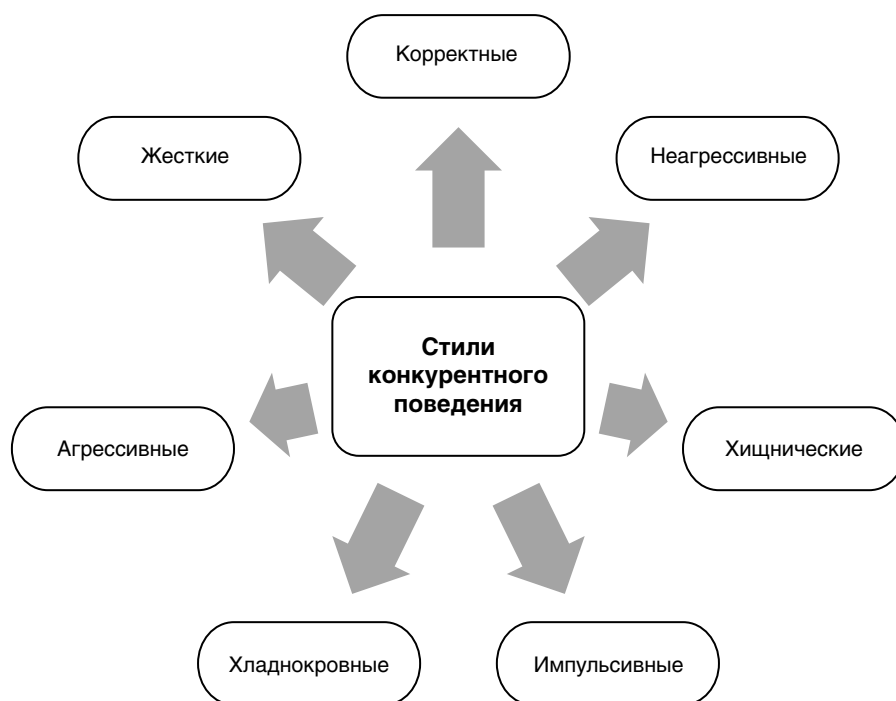 Корректные
Жесткие
Неагрессивные
Стили
конкурентного
поведения
Агрессивные
Хищнические
Хладнокровные
Импульсивные